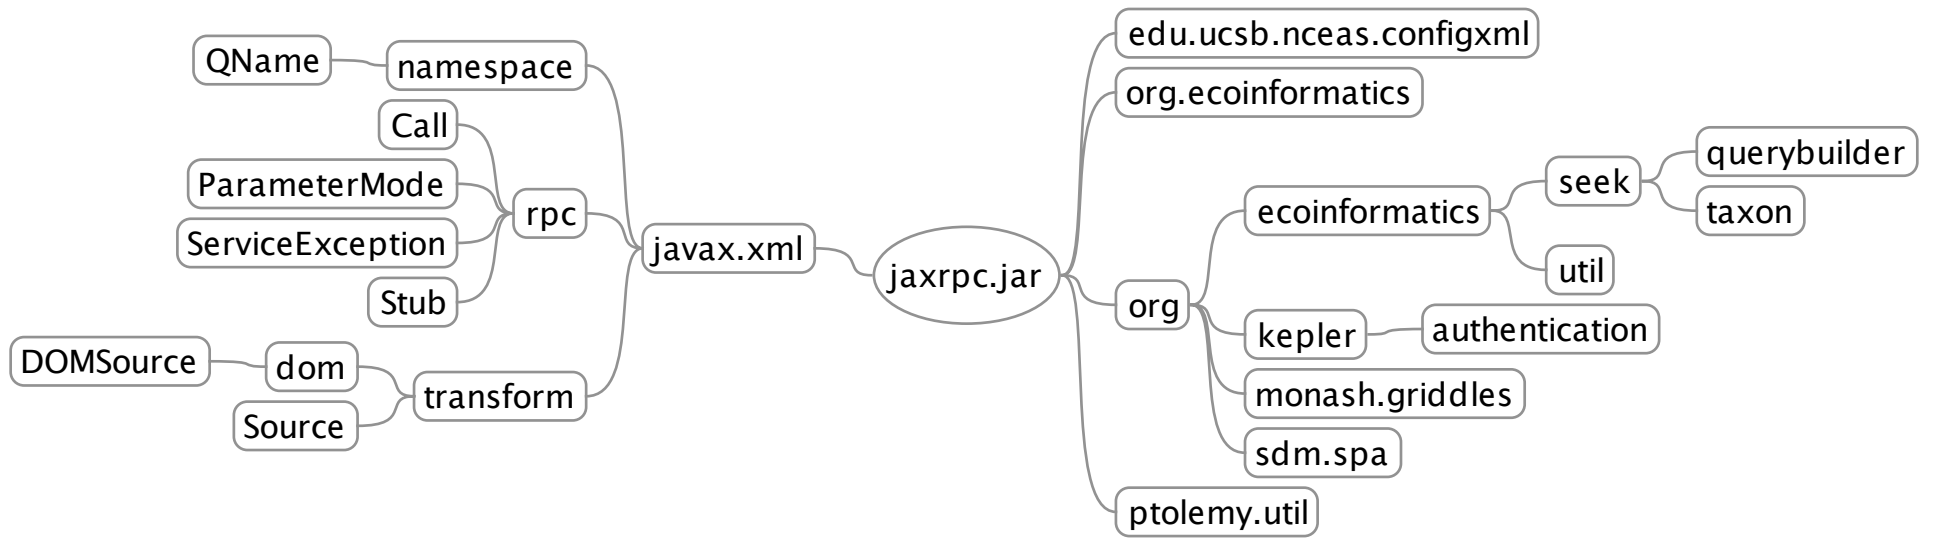 edu.ucsb.nceas.configxml
QName
namespace
org.ecoinformatics
Call
querybuilder
ParameterMode
seek
rpc
ecoinformatics
taxon
ServiceException
javax.xml
util
jaxrpc.jar
Stub
org
kepler
authentication
DOMSource
dom
transform
monash.griddles
Source
sdm.spa
ptolemy.util